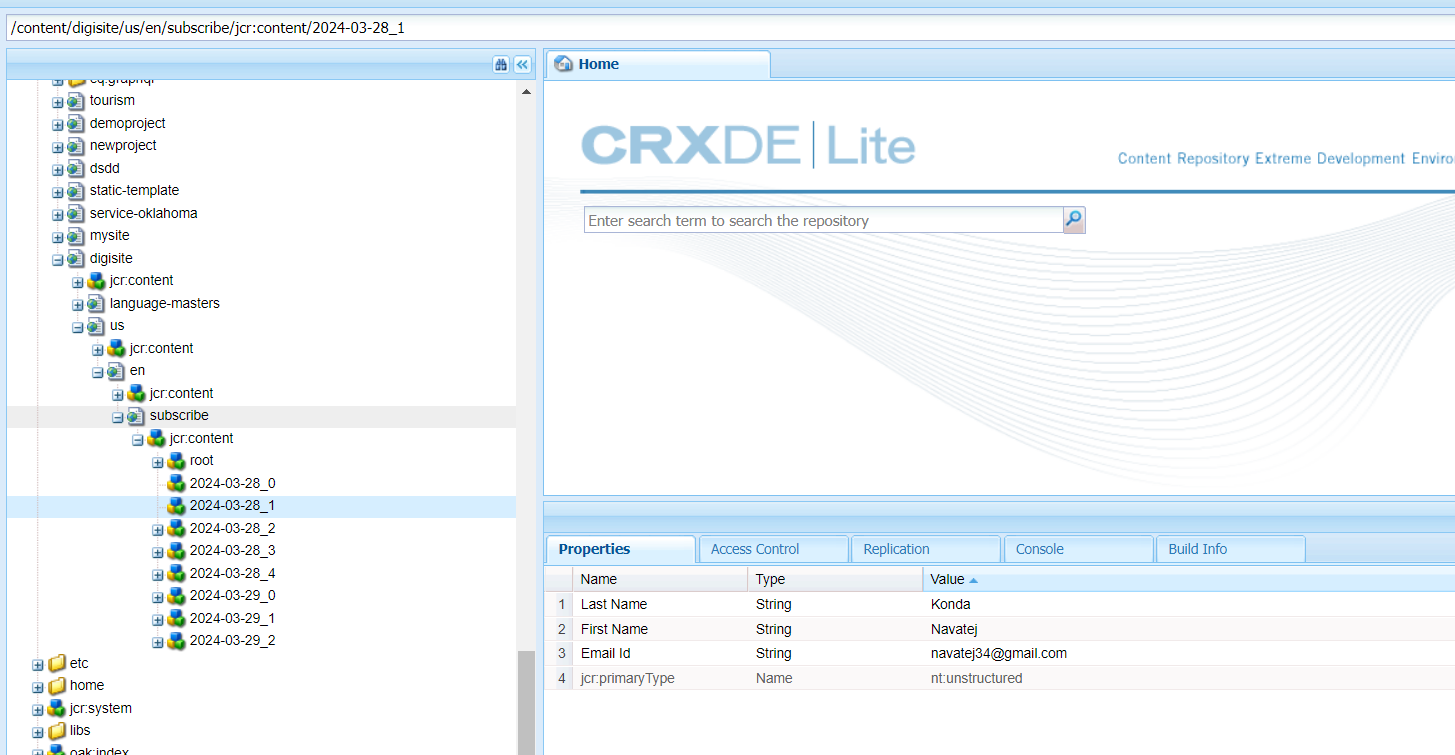 /content/digisite/us/en/subscribe/jcr:content/2024-03-28_1
Home
tourism
demoproject
newproject
dsdd
static-template
service-oklahoma
mysite
digisite
jcr:content
language-masters
us
jcr:content
en
jcr:content
subscribe
jcr:content
root
2024-03-28_0
2024-03-28_1
2024-03-28_2
2024-03-28_3
2024-03-28_4
2024-03-29_0
2024-03-29_1
2024-03-29_2
etc
home
jcr:system
libs
oak:index
CRXDE Lite
Content Repository Extreme Development
Enter search term to search the repository
Properties Access Control Replication Console Build Info
Name Type Value
1 Last Name String Konda
2 First Name String Navatej
3 Email Id String navatej34@gmail.com
4 jcr:primaryType Name nt:unstructured